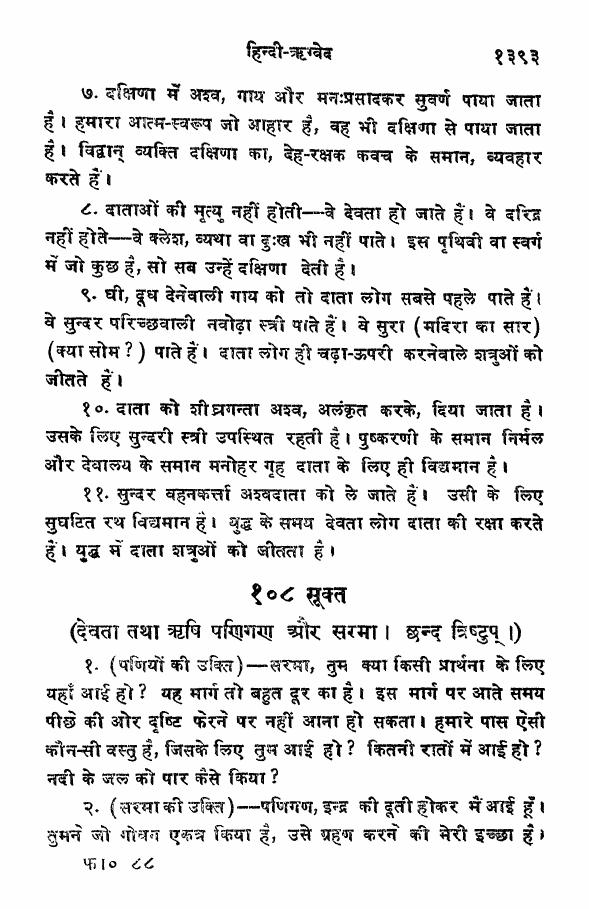 हिन्दी-ऋग्वेद १३९३
७. दक्षिणा में अश्व, गाय और मनःप्रसादकर सुवर्ण पाया जाता
है। हमारा आत्म-स्वरूप जो आहार है, वह भी दक्षिणा से पाया जाता
है। विद्वान् व्यक्ति दक्षिणा का, देह-रक्षक कवच के समान, व्यवहार
करते हैं।
८. दाताओं की मृत्यु नहीं होती—वे देवता हो जाते हैं। वे दरिद्र
नहीं होते—वे क्लेश, व्यथा वा दुःख भी नहीं पाते। इस पृथिवी वा स्वर्ग
में जो कुछ है, सो सब उन्हें दक्षिणा देती है।
९. घी, दूध देनेवाली गाय को तो दाता लोग सबसे पहले पाते हैं।
वे सुन्दर परिच्छवाली नवोढ़ा स्त्री पाते हैं। वे सुरा (मदिरा का सार)
(क्या सोम?) पाते हैं। दाता लोग ही चढ़ा-ऊपरी करनेवाले शत्रुओं को
जीतते हैं।
१०. दाता को शीघ्रगन्ता अश्व, अलंकृत करके, दिया जाता है।
उसके लिए सुन्दरी स्त्री उपस्थित रहती है। पुष्करणी के समान निर्मल
और देवालय के समान मनोहर गृह दाता के लिए ही विद्यमान है।
११. सुन्दर वहनकर्त्ता अश्वदाता को ले जाते हैं। उसी के लिए
सुघटित रथ विद्यमान है। युद्ध के समय देवता लोग दाता की रक्षा करते
हैं। युद्ध में दाता शत्रुओं को जीतता है।
१०८ सूक्त
(देवता तथा ऋषि पणिगण और सरमा। छन्द त्रिष्टुप्।)
१. (पणियों की उक्ति)—सरमा, तुम क्या किसी प्रार्थना के लिए
यहाँ आई हो? यह मार्ग तो बहुत दूर का है। इस मार्ग पर आते समय
पीछे की ओर दृष्टि फेरने पर नहीं आना हो सकता। हमारे पास ऐसी
कौन-सी वस्तु है, जिसके लिए तुम आई हो? कितनी रातों में आई हो?
नदी के जल को पार कैसे किया?
२. (सरमा की उक्ति)—पणिगण, इन्द्र की दूती होकर मैं आई हूँ।
तुमने जो गोधन एकत्र किया है, उसे ग्रहण करने की मेरी इच्छा है।
फा० ८८